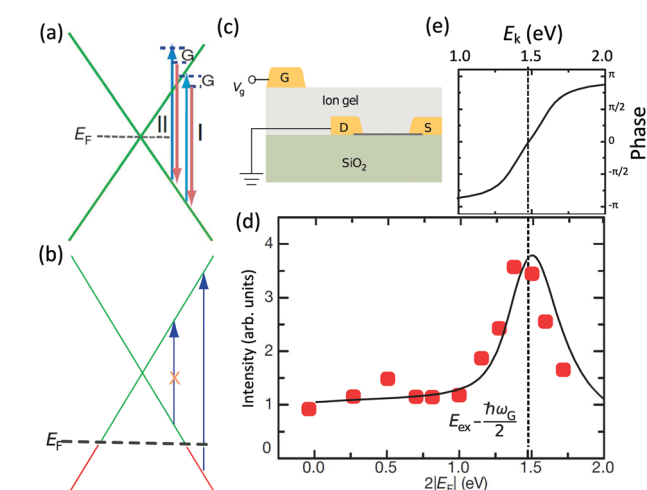 (a)
G
G
II
I
E_F
(c)
G
V_g
Ion gel
D
S
SiO₂
(e)
E_k (eV)
1.0 1.5 2.0
π
π/2
0
-π/2
-π
Phase
(b)
X
E_F
(d)
Intensity (arb. units)
4
3
2
1
0
E_ex - ħω_G/2
0.0 0.5 1.0 1.5 2.0
2|E_F| (eV)